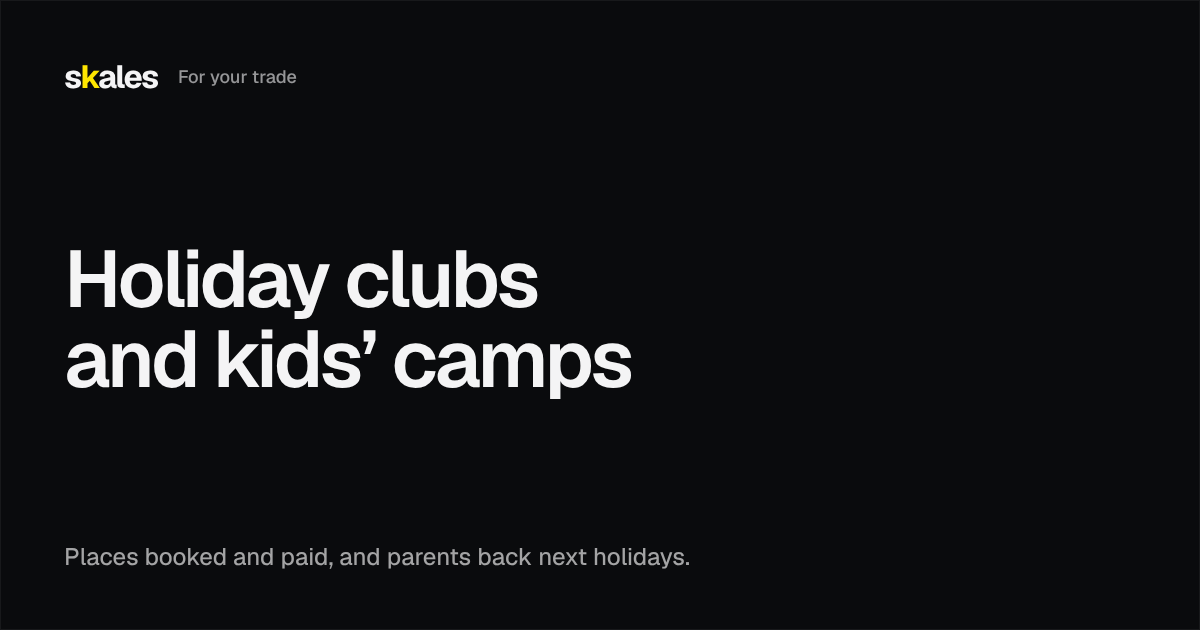 skales For your trade
Holiday clubs
and kids’ camps
Places booked and paid, and parents back next holidays.